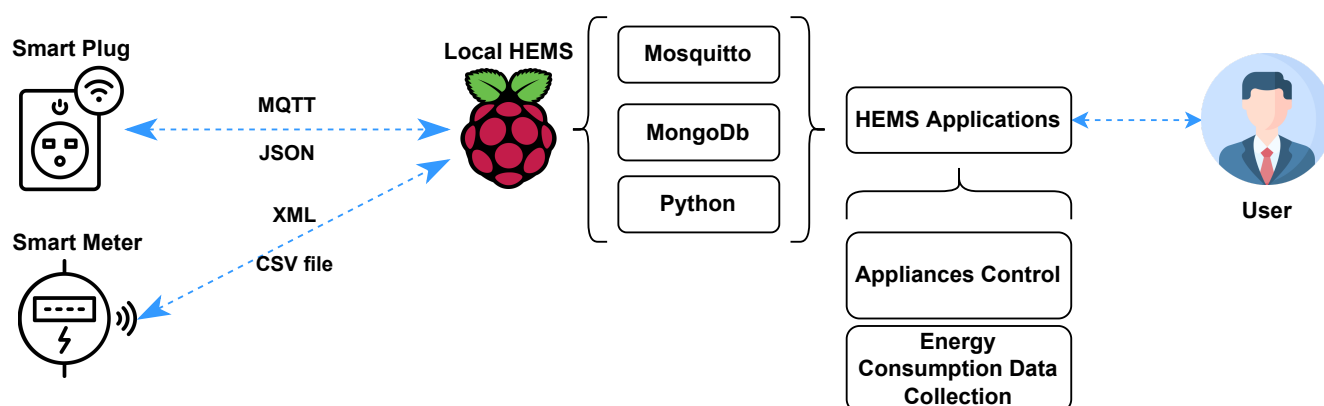 Smart Plug
MQTT
JSON
Local HEMS
Mosquitto
MongoDb
Python
HEMS Applications
User
Smart Meter
XML
CSV file
Appliances Control
Energy
Consumption Data
Collection